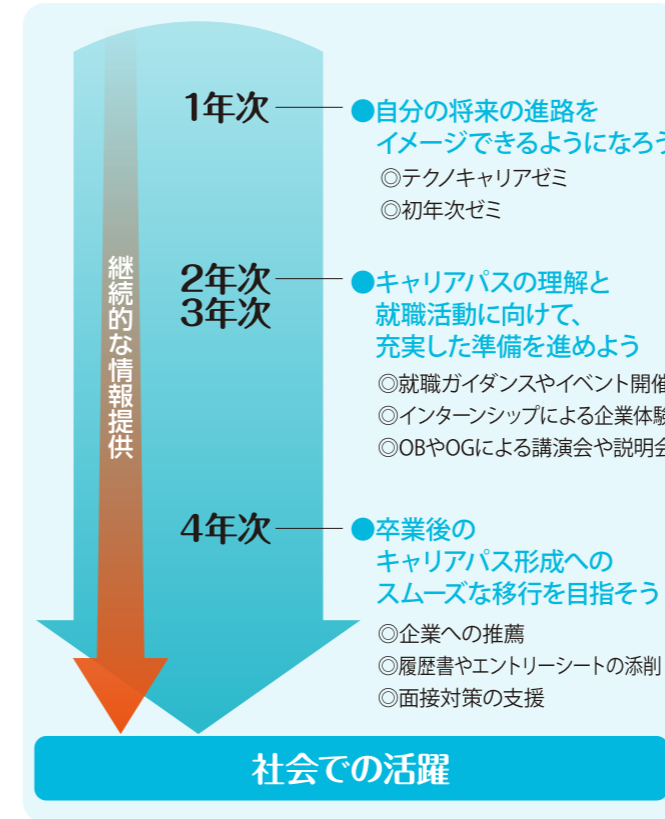 1年次
●自分の将来の進路を
イメージできるようになろう
◎テクノキャリアゼミ
◎初年次ゼミ
継続的な情報提供
2年次
3年次
●キャリアパスの理解と
就職活動に向けて、
充実した準備を進めよう
◎就職ガイダンスやイベント開催
◎インターンシップによる企業体験
◎OBやOGによる講演会や説明会
4年次
●卒業後の
キャリアパス形成への
スムーズな移行を目指そう
◎企業への推薦
◎履歴書やエントリーシートの添削
◎面接対策の支援
社会での活躍